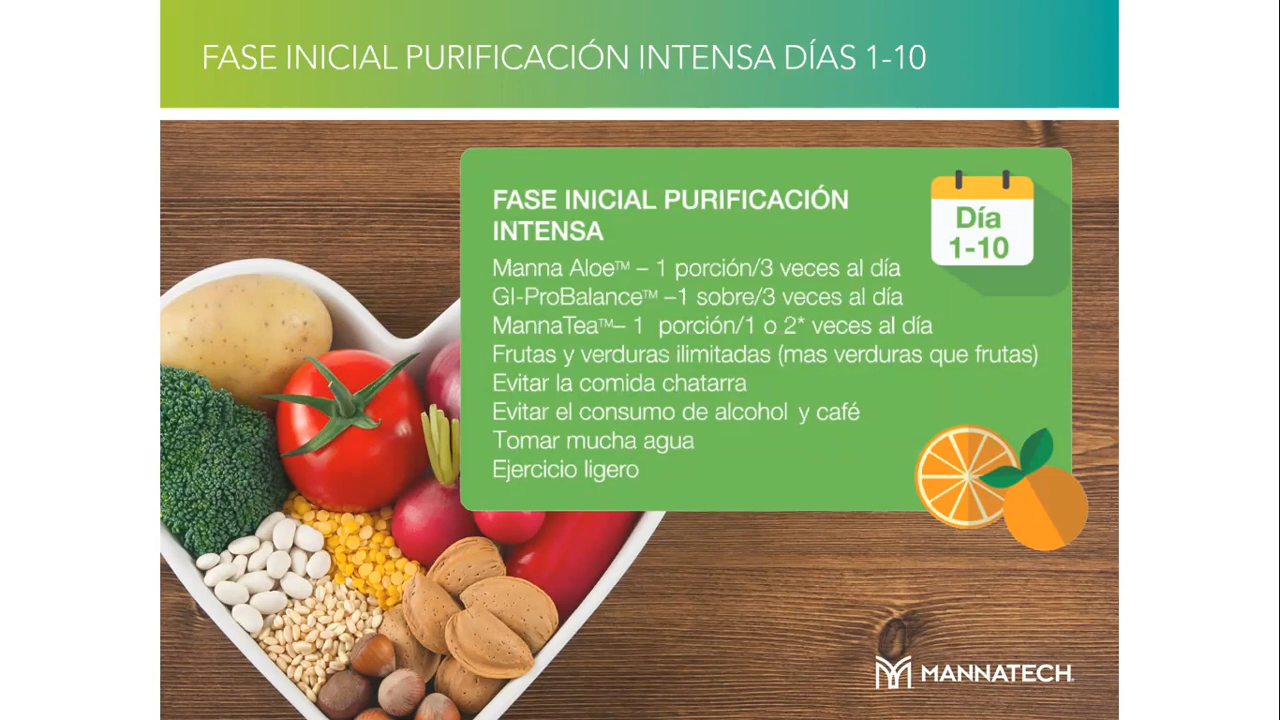 FASE INICIAL PURIFICACIÓN INTENSA DÍAS 1-10
FASE INICIAL PURIFICACIÓN
INTENSA
Día
1-10
Manna Aloe™ – 1 porción/3 veces al día
GI-ProBalance™ –1 sobre/3 veces al día
MannaTea™– 1 porción/1 o 2* veces al día
Frutas y verduras ilimitadas (mas verduras que frutas)
Evitar la comida chatarra
Evitar el consumo de alcohol y café
Tomar mucha agua
Ejercicio ligero
MANNATECH